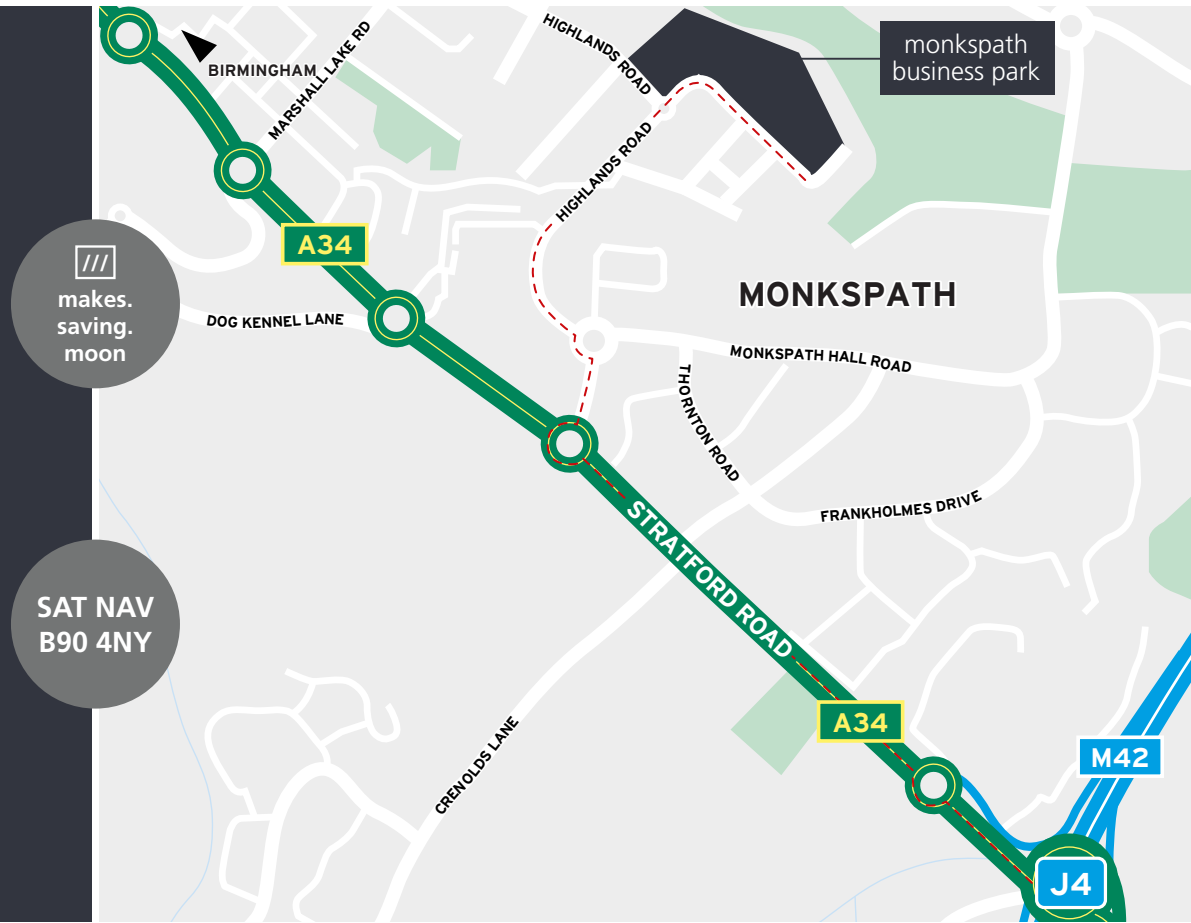 BIRMINGHAM
MARSHALL LAKE RD
HIGHLANDS ROAD
monkspath
business park
HIGHLANDS ROAD
A34
///
makes.
saving.
moon
DOG KENNEL LANE
MONKSPATH
MONKSPATH HALL ROAD
THORNTON ROAD
FRANKHOLMES DRIVE
STRATFORD ROAD
SAT NAV
B90 4NY
CRENOLDS LANE
A34
M42
J4